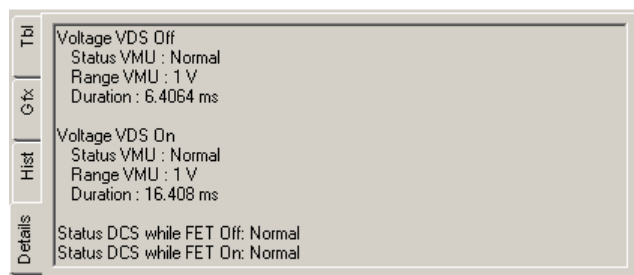 Tbl
Gfx
Hist
Details
Voltage VDS Off
Status VMU : Normal
Range VMU : 1 V
Duration : 6.4064 ms
Voltage VDS On
Status VMU : Normal
Range VMU : 1 V
Duration : 16.408 ms
Status DCS while FET Off: Normal
Status DCS while FET On: Normal